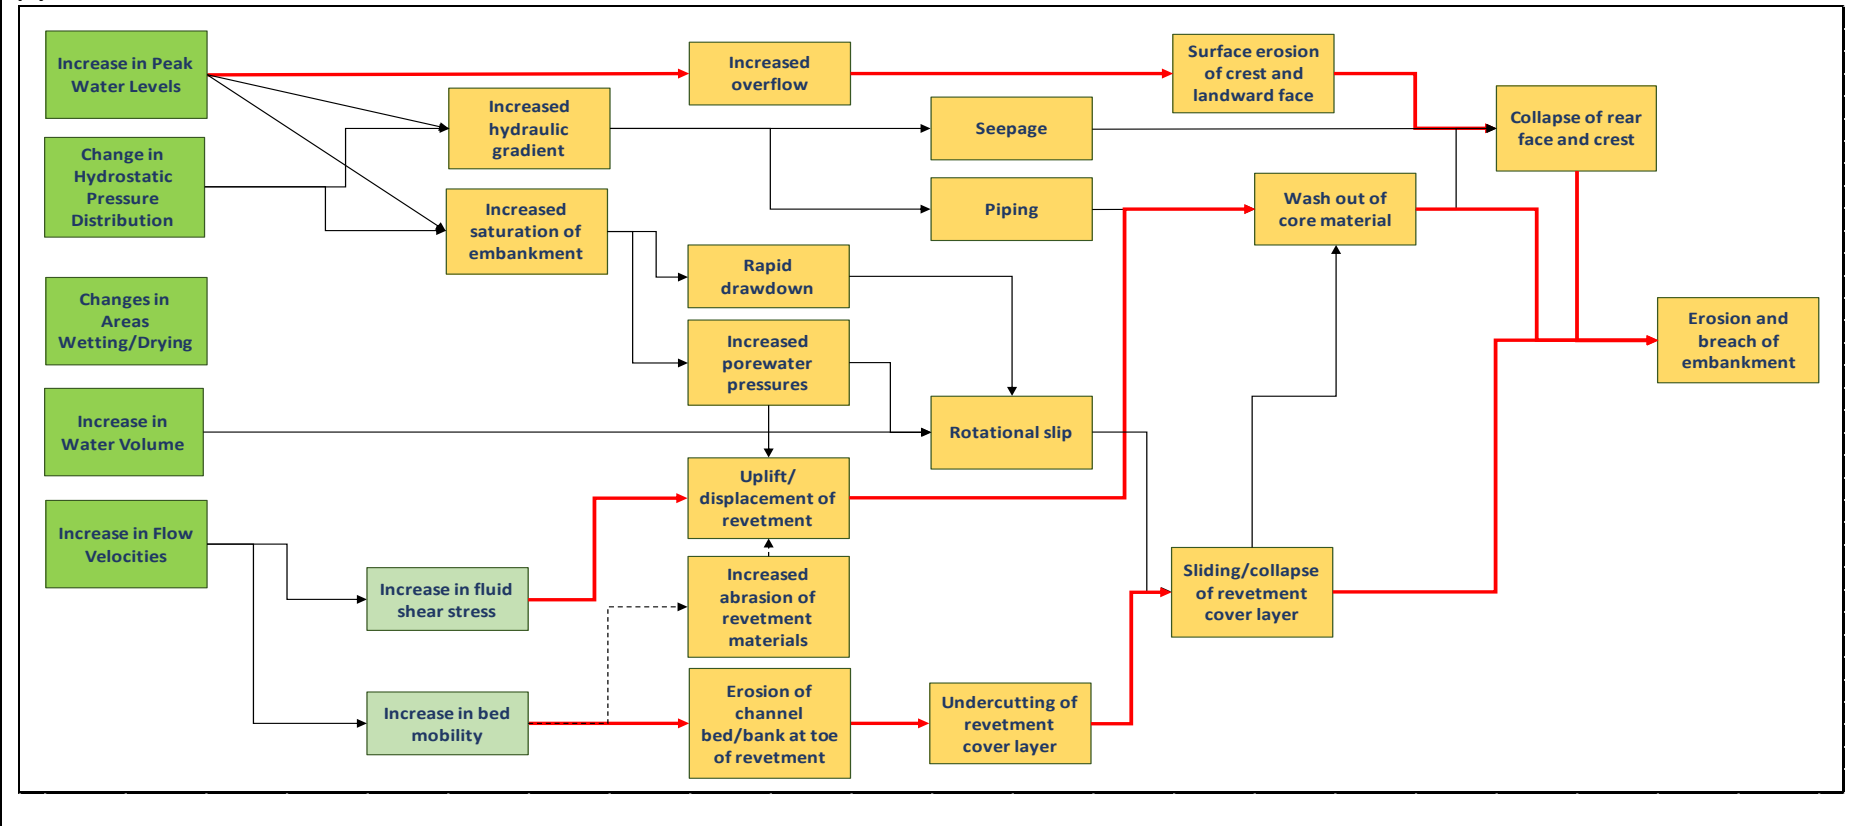 Increase in Peak
Water Levels
Change in
Hydrostatic
Pressure
Distribution
Changes in
Areas
Wetting/Drying
Increase in
Water Volume
Increase in Flow
Velocities
Increase in fluid
shear stress
Increase in bed
mobility
Increased
hydraulic
gradient
Increased
saturation of
embankment
Increased
overflow
Rapid
drawdown
Increased
porewater
pressures
Uplift/
displacement of
revetment
Increased
abrasion of
revetment
materials
Erosion of
channel
bed/bank at toe
of revetment
Seepage
Piping
Rotational slip
Undercutting of
revetment
cover layer
Surface erosion
of crest and
landward face
Wash out of
core material
Sliding/collapse
of revetment
cover layer
Collapse of rear
face and crest
Erosion and
breach of
embankment